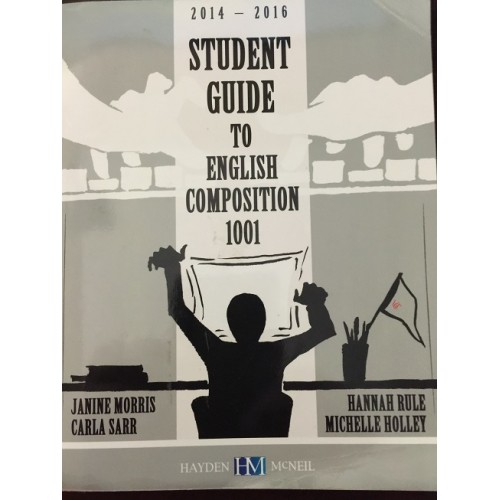 2014 – 2016
STUDENT
GUIDE
TO
ENGLISH
COMPOSITION
1001
JANINE MORRIS
CARLA SARR
HANNAH RULE
MICHELLE HOLLEY
HAYDEN HM MCNEIL